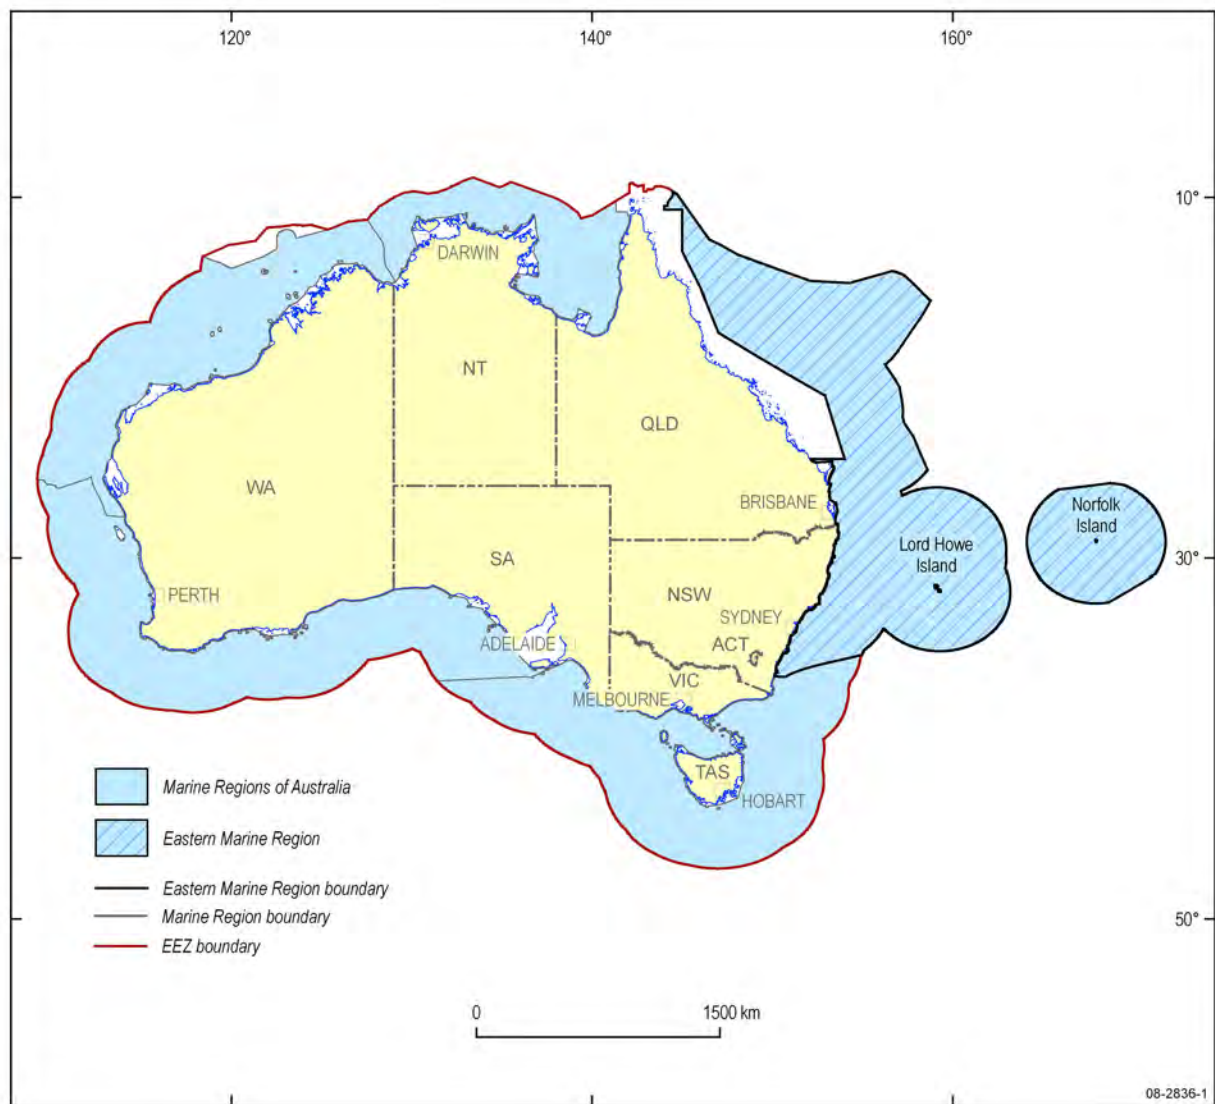 120°
140°
160°
10°
DARWIN
NT
QLD
WA
BRISBANE
Norfolk
Island
Lord Howe
Island
30°
SA
NSW
PERTH
SYDNEY
ADELAIDE
ACT
VIC
MELBOURNE
TAS
HOBART
Marine Regions of Australia
Eastern Marine Region
Eastern Marine Region boundary
Marine Region boundary
EEZ boundary
50°
0
1500 km
08-2836-1